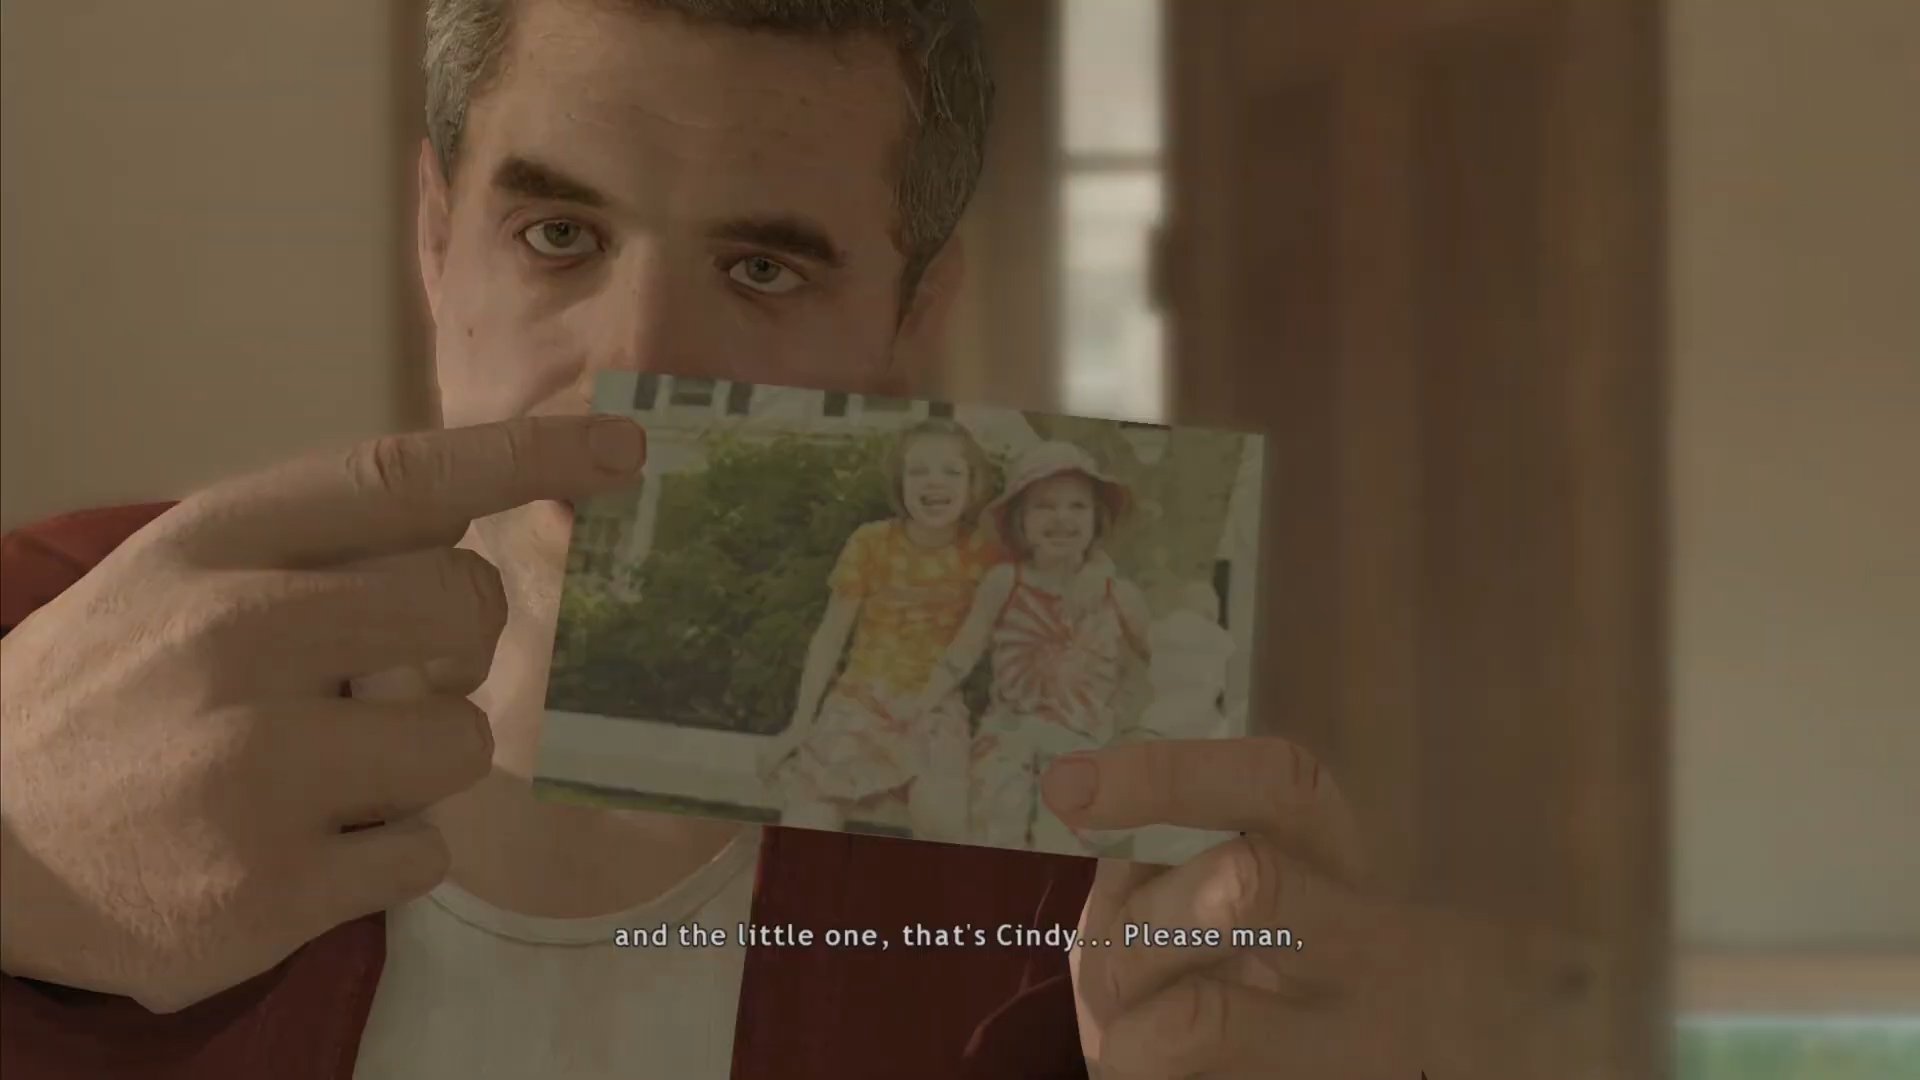 and the little one, that's Cindy... Please man,